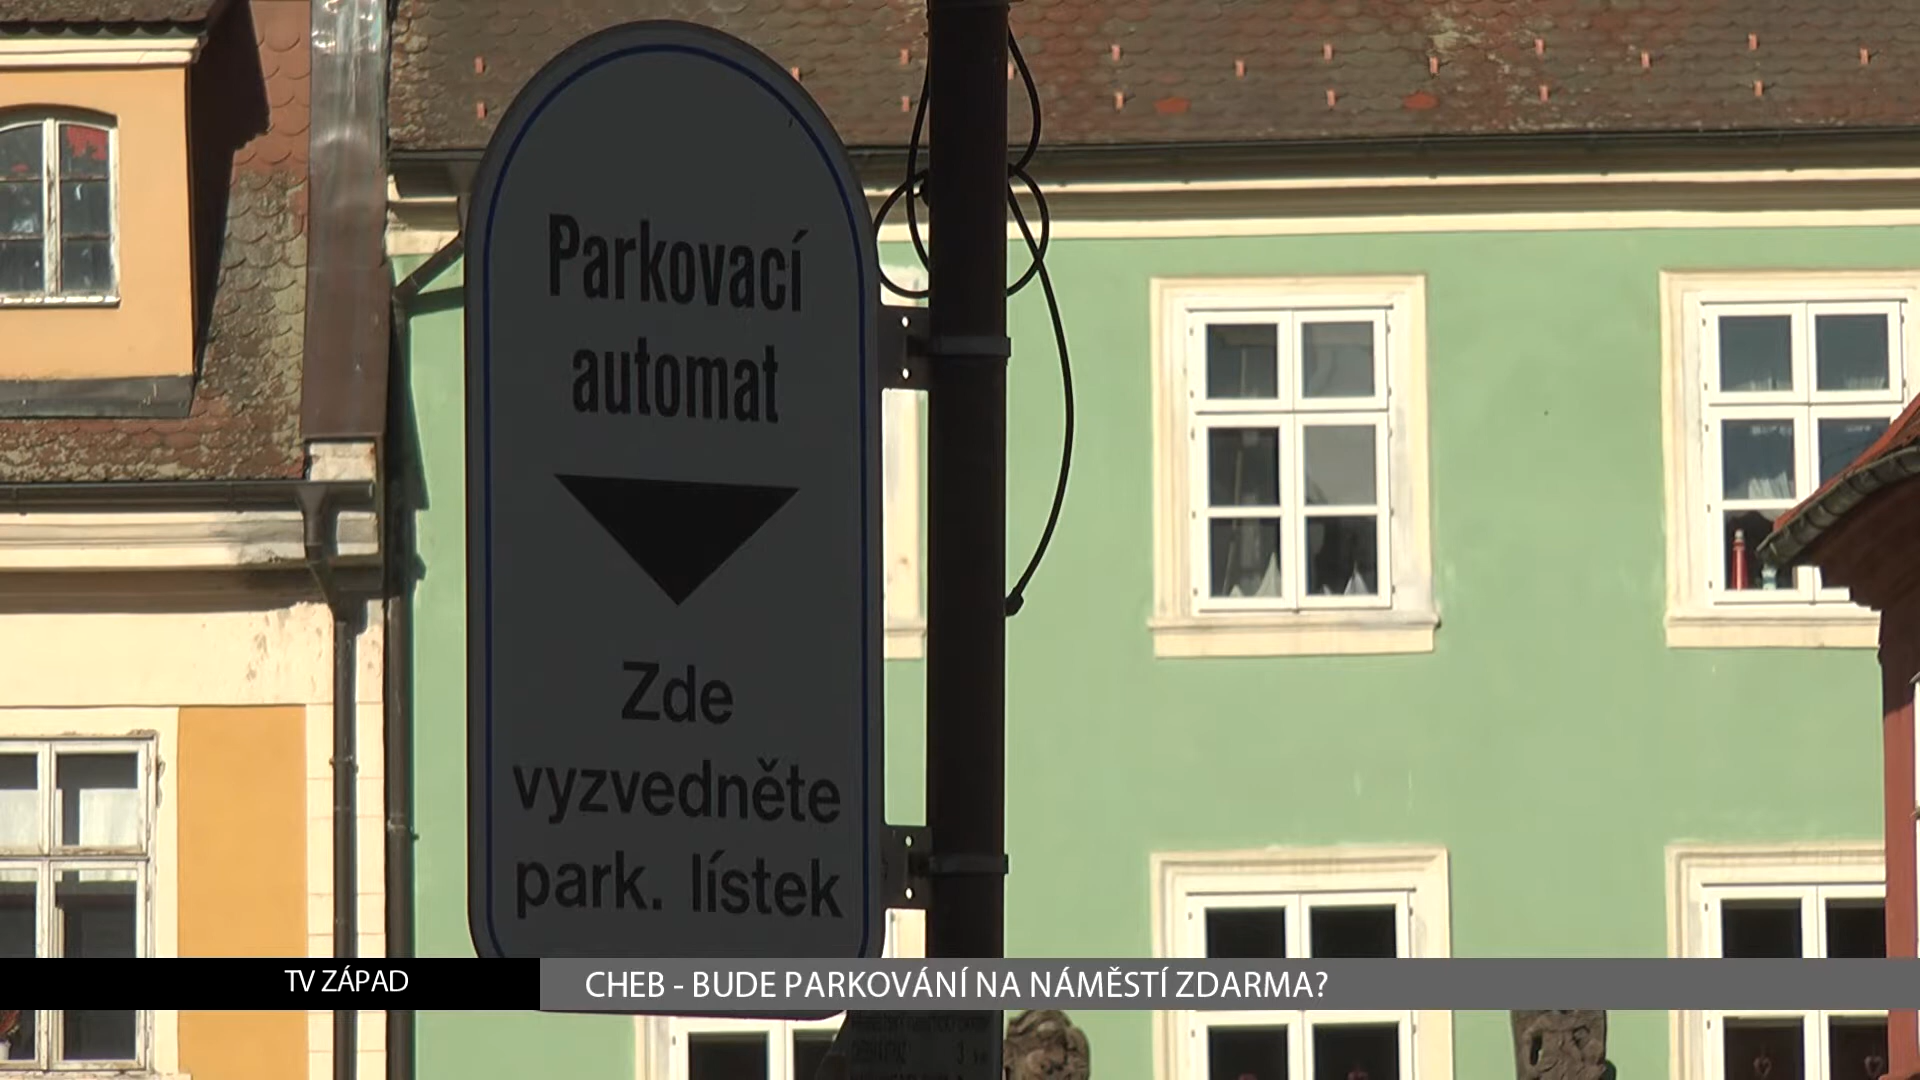 Parkovací
automat
Zde
vyzvedněte
park. lístek
TV ZÁPAD
CHEB - BUDE PARKOVÁNÍ NA NÁMĚSTÍ ZDARMA?